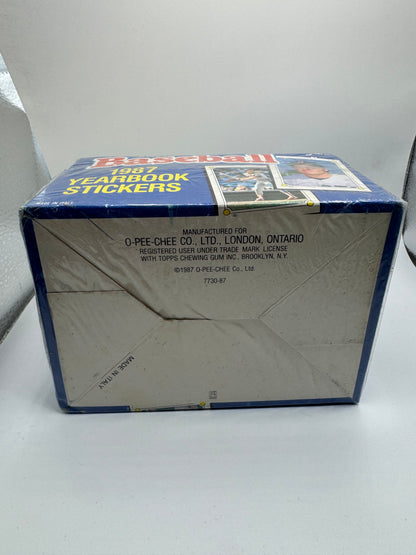 Baseball
1987
YEARBOOK
STICKERS
MADE IN ITALY
MANUFACTURED FOR
O-PEE-CHEE CO., LTD., LONDON, ONTARIO
REGISTERED USER UNDER TRADE MARK LICENSE
WITH TOPPS CHEWING GUM INC., BROOKLYN, N.Y.
©1987 O-PEE-CHEE Co., Ltd.
7730-87
MADE IN ITALY